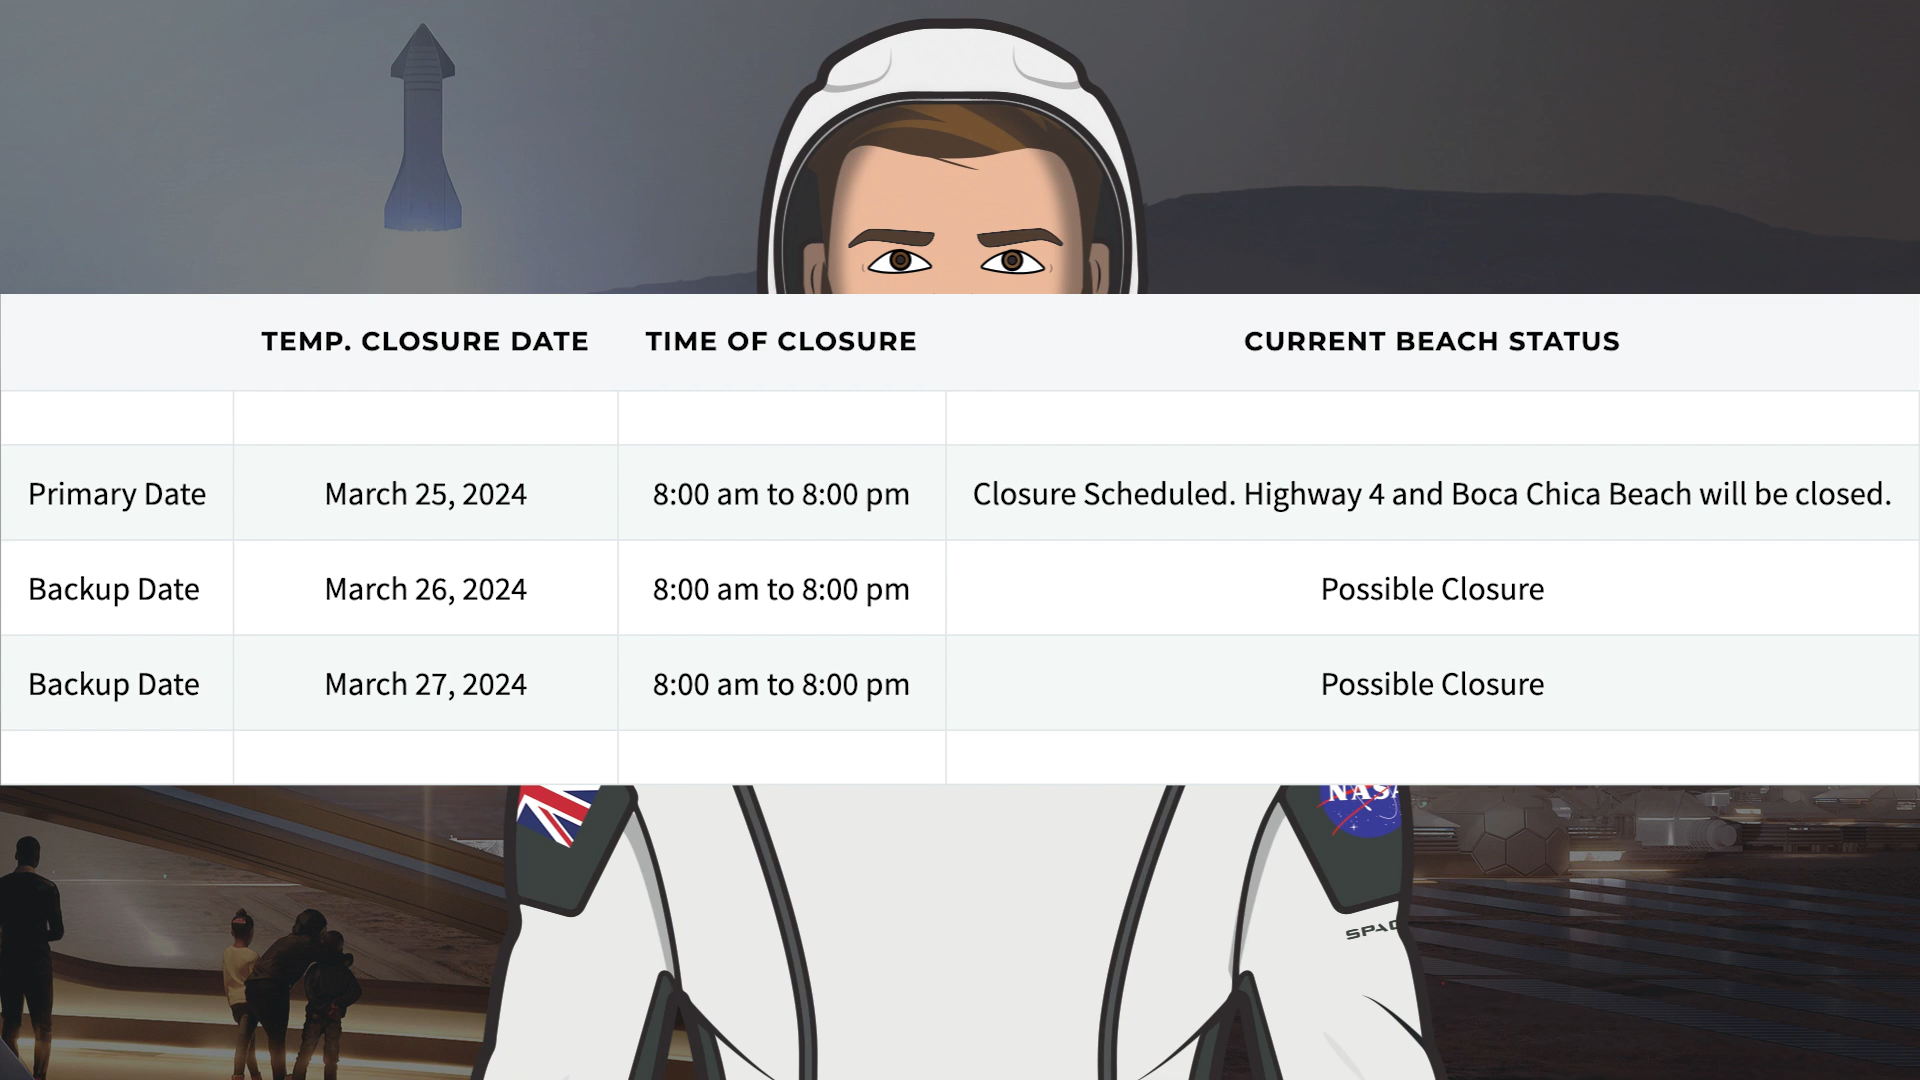 TEMP. CLOSURE DATE TIME OF CLOSURE CURRENT BEACH STATUS
Primary Date March 25, 2024 8:00 am to 8:00 pm Closure Scheduled. Highway 4 and Boca Chica Beach will be closed.
Backup Date March 26, 2024 8:00 am to 8:00 pm Possible Closure
Backup Date March 27, 2024 8:00 am to 8:00 pm Possible Closure
NASA
SPAC